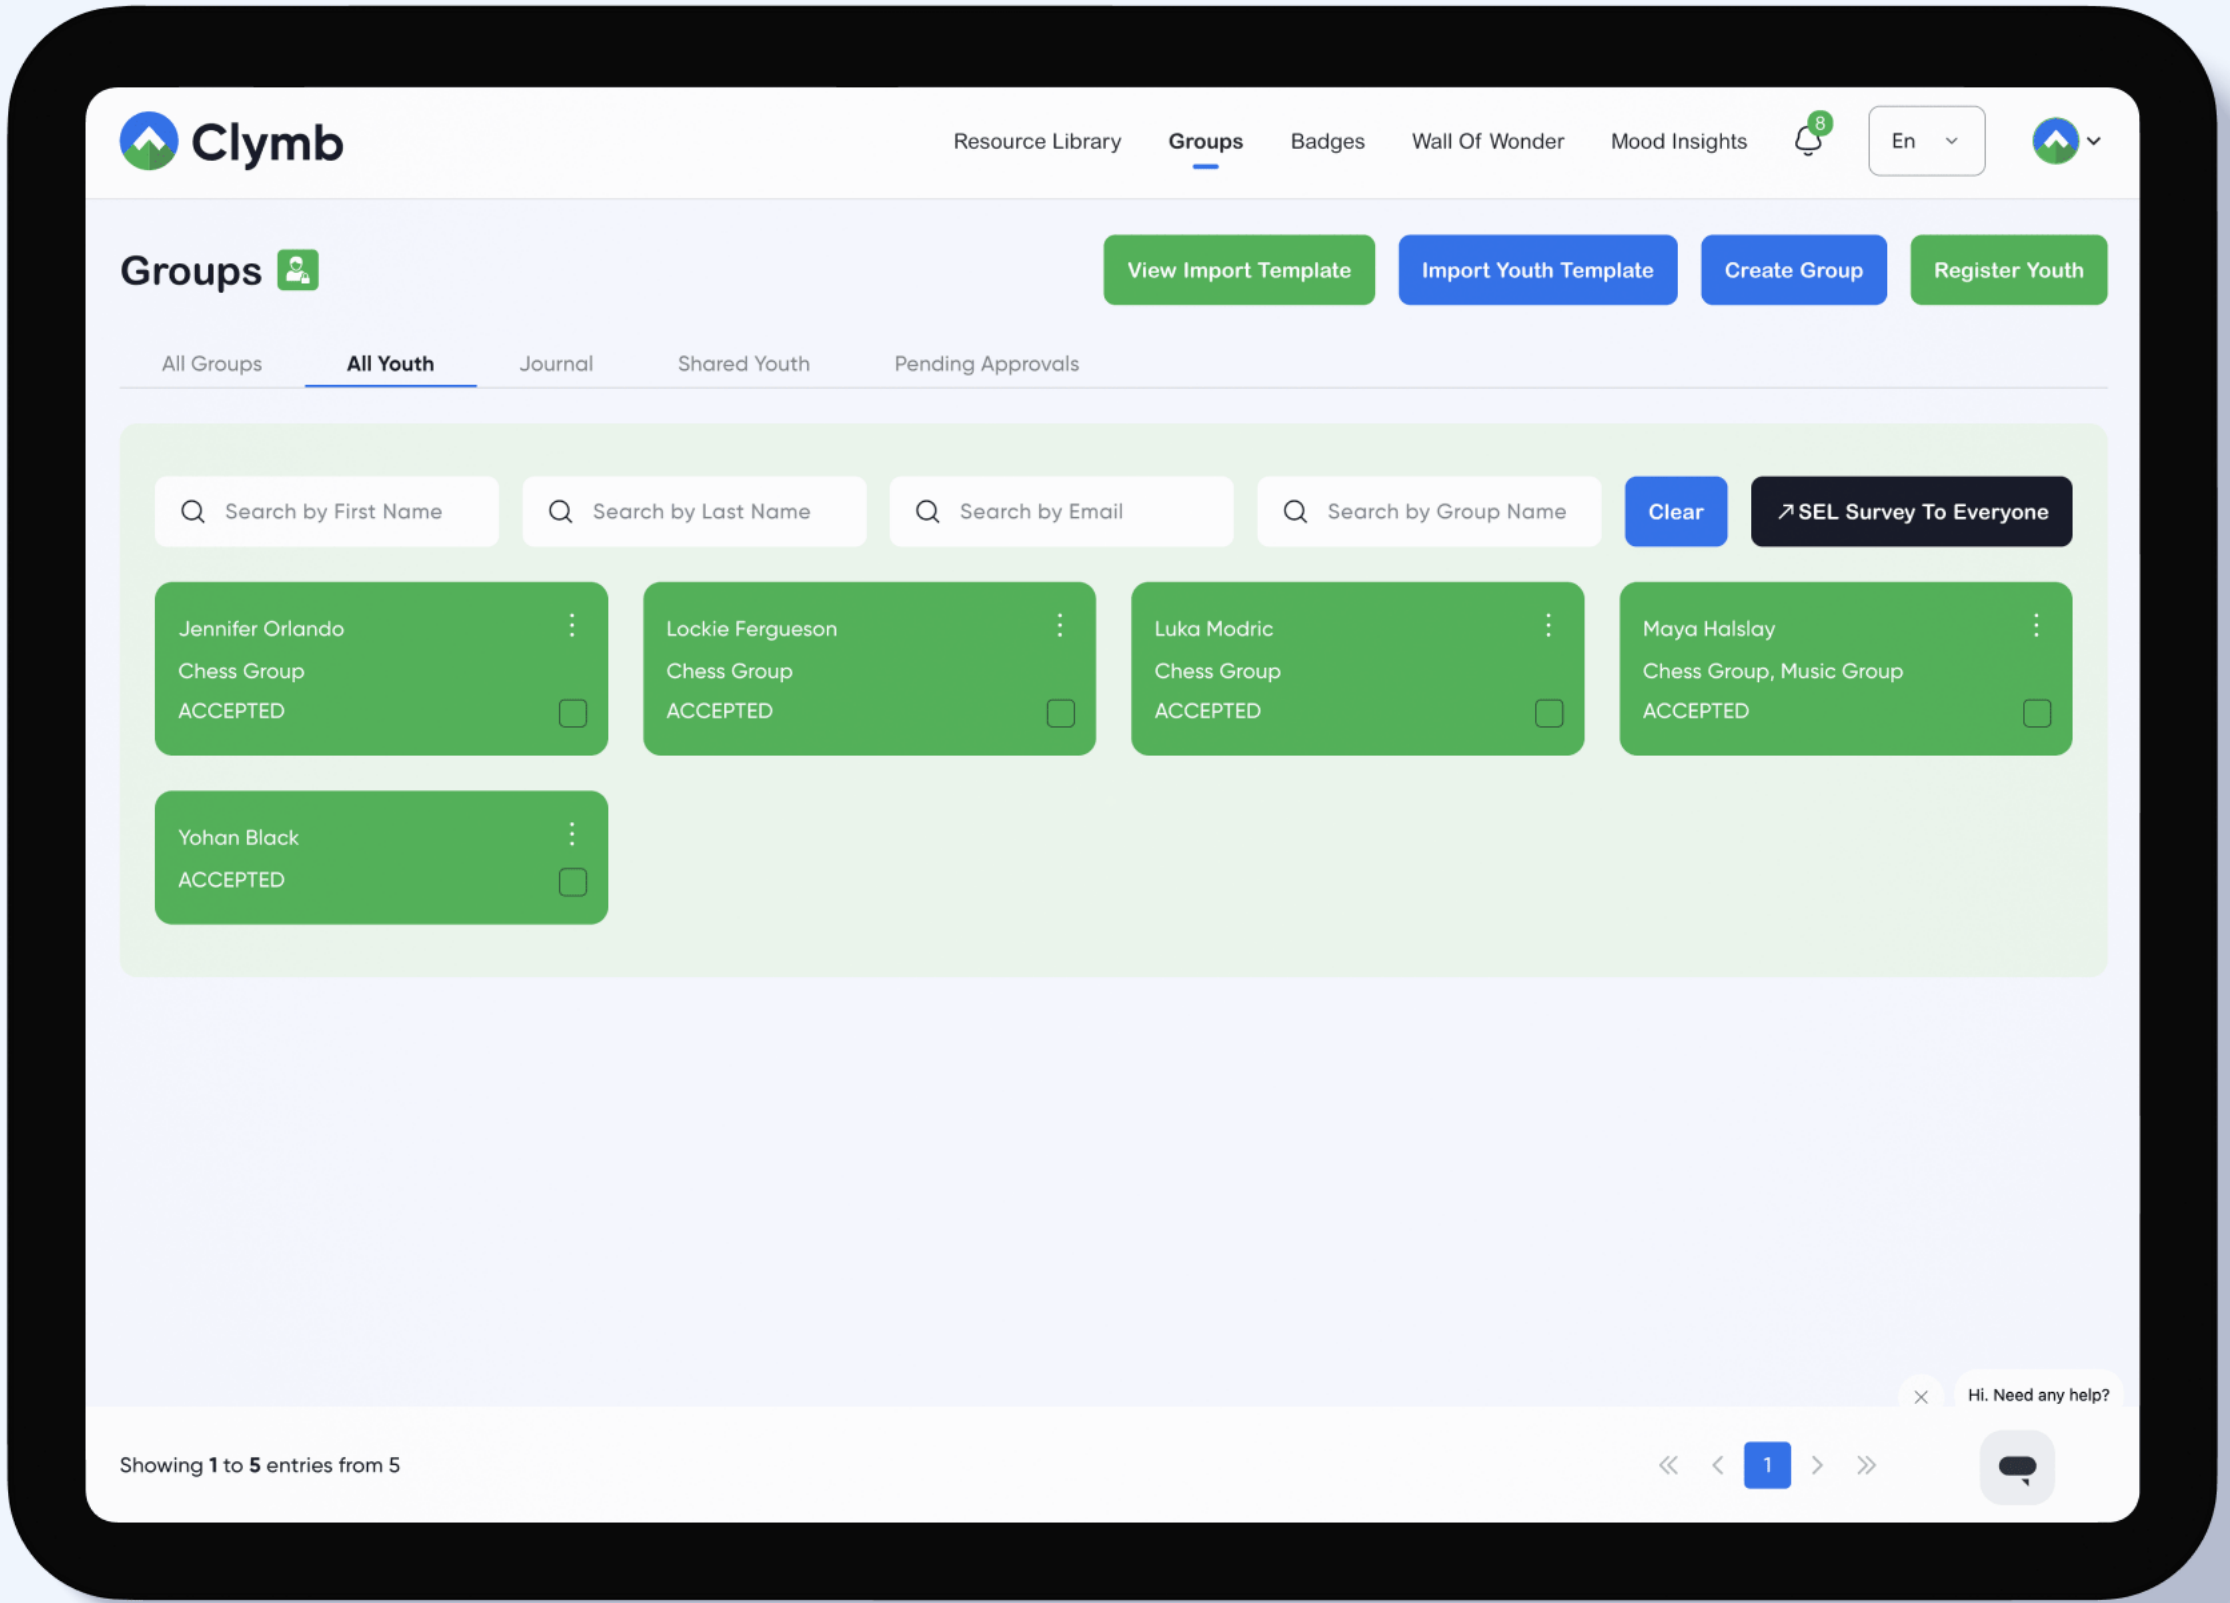 Clymb
Resource Library Groups Badges Wall Of Wonder Mood Insights 8 En
Groups
View Import Template Import Youth Template Create Group Register Youth
All Groups All Youth Journal Shared Youth Pending Approvals
Search by First Name Search by Last Name Search by Email Search by Group Name Clear SEL Survey To Everyone
Jennifer Orlando
Chess Group
ACCEPTED
Lockie Fergueson
Chess Group
ACCEPTED
Luka Modric
Chess Group
ACCEPTED
Maya Halslay
Chess Group, Music Group
ACCEPTED
Yohan Black
ACCEPTED
Hi. Need any help?
Showing 1 to 5 entries from 5
1